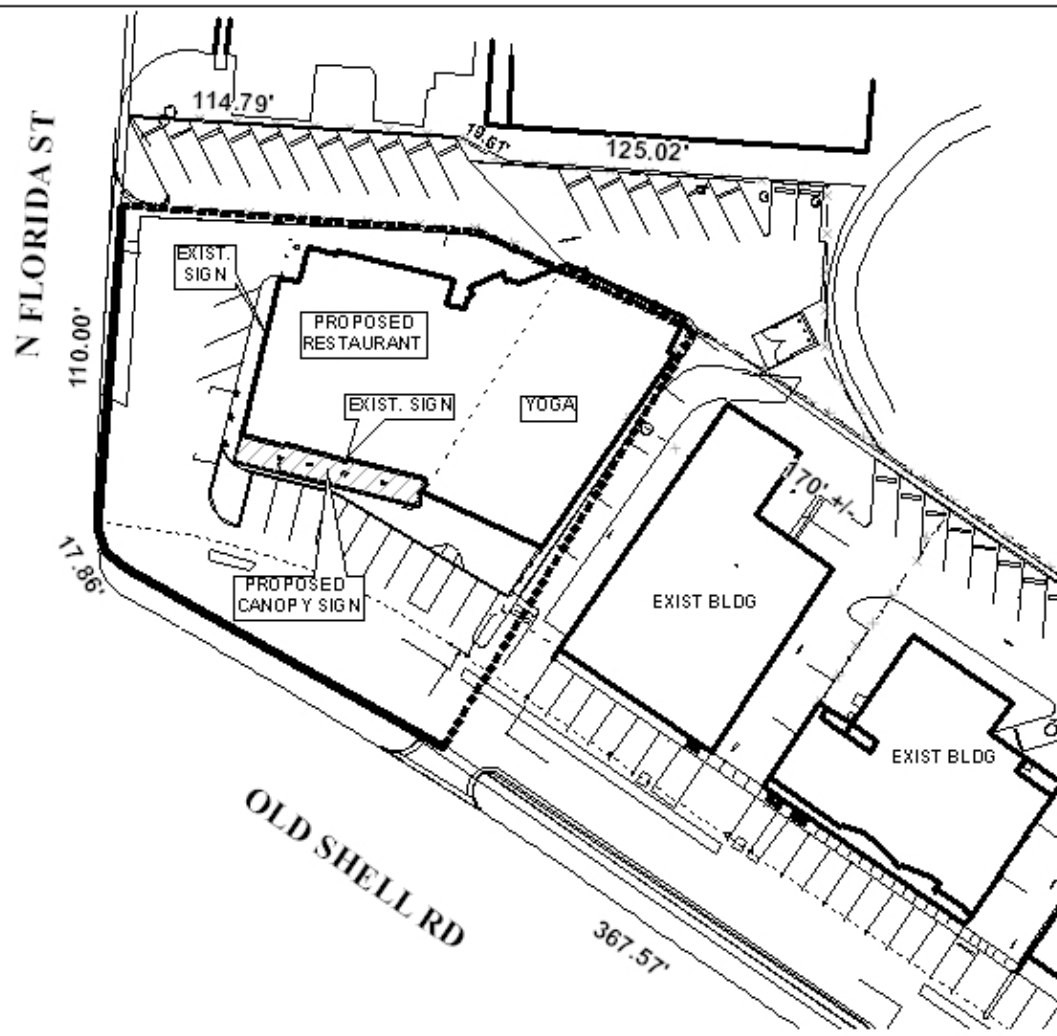 114.79'
19.61'
125.02'
N FLORIDA ST
EXIST.
SIGN
PROPOSED
RESTAURANT
110.00'
EXIST. SIGN
YOGA
170' +/-
17.86'
PROPOSED
CANOPY SIGN
EXIST BLDG
EXIST BLDG
OLD SHELL RD
367.57'